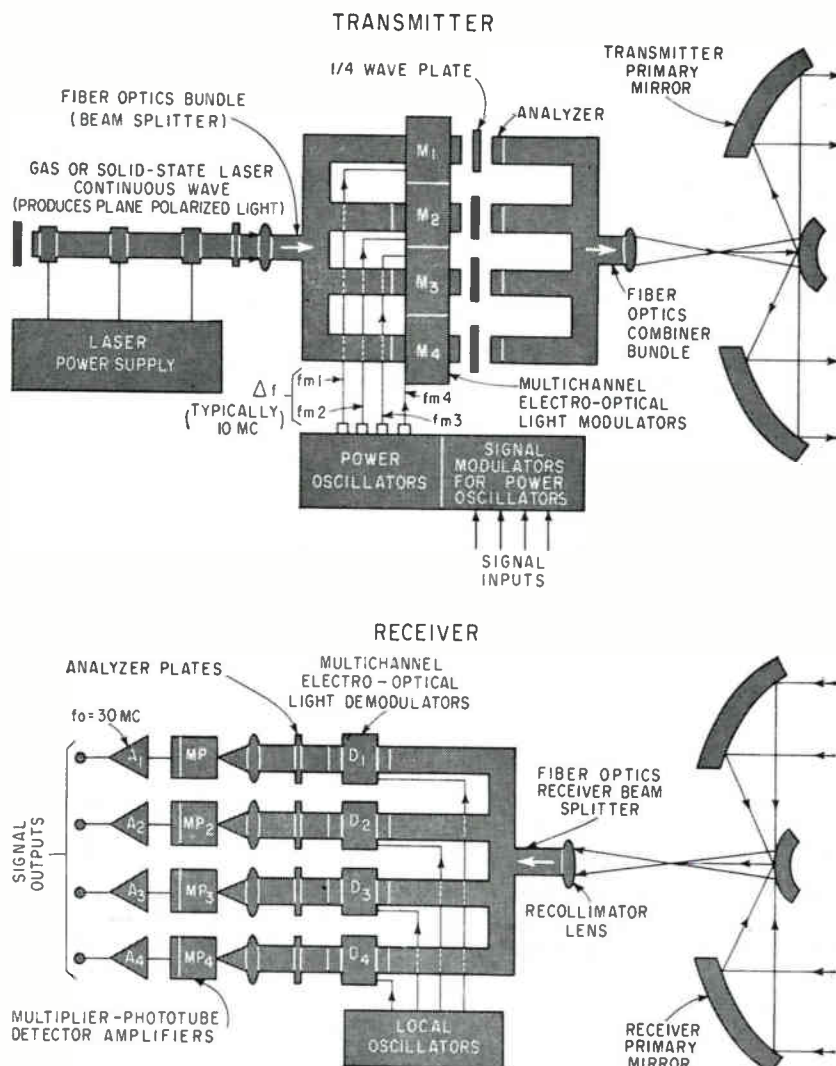 TRANSMITTER
1/4 WAVE PLATE
TRANSMITTER
PRIMARY
MIRROR
FIBER OPTICS BUNDLE
(BEAM SPLITTER)
ANALYZER
GAS OR SOLID-STATE LASER
CONTINUOUS WAVE
(PRODUCES PLANE POLARIZED LIGHT)
M1
M2
M3
M4
FIBER
OPTICS
COMBINER
BUNDLE
LASER
POWER SUPPLY
Δf
(TYPICALLY
10 MC)
fm1
fm2
fm3
fm4
MULTICHANNEL
ELECTRO-OPTICAL
LIGHT MODULATORS
POWER
OSCILLATORS
SIGNAL
MODULATORS
FOR POWER
OSCILLATORS
SIGNAL
INPUTS
RECEIVER
ANALYZER PLATES
MULTICHANNEL
ELECTRO-OPTICAL
LIGHT DEMODULATORS
fo=30 MC
A1 MP D1
A2 MP2 D2
A3 MP3 D3
A4 MP4 D4
SIGNAL
OUTPUTS
FIBER OPTICS
RECEIVER BEAM
SPLITTER
RECOLLIMATOR
LENS
MULTIPLIER-PHOTOTUBE
DETECTOR AMPLIFIERS
LOCAL
OSCILLATORS
RECEIVER
PRIMARY
MIRROR